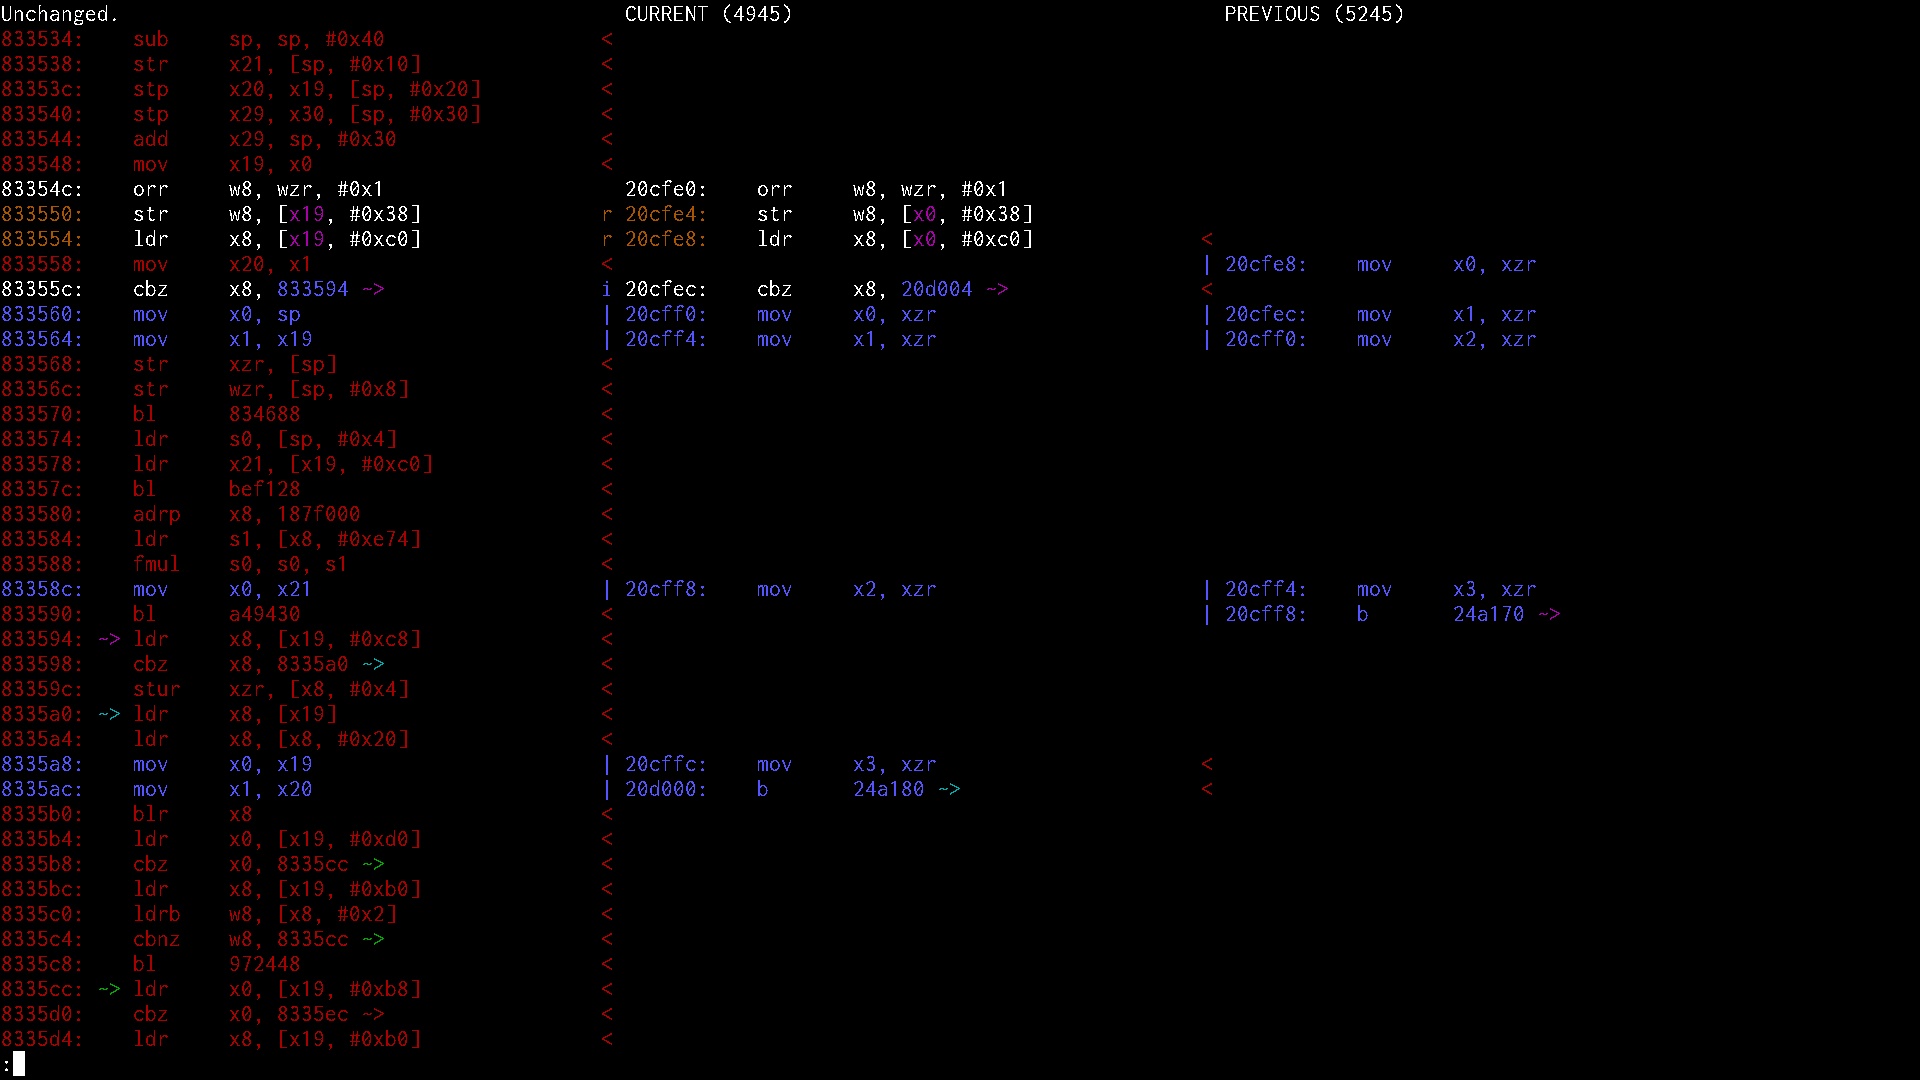 Unchanged. CURRENT (4945) PREVIOUS (5245)
833534: sub sp, sp, #0x40 <
833538: str x21, [sp, #0x10] <
83353c: stp x20, x19, [sp, #0x20] <
833540: stp x29, x30, [sp, #0x30] <
833544: add x29, sp, #0x30 <
833548: mov x19, x0 <
83354c: orr w8, wzr, #0x1 20cfe0: orr w8, wzr, #0x1
833550: str w8, [x19, #0x38] r 20cfe4: str w8, [x0, #0x38]
833554: ldr x8, [x19, #0xc0] r 20cfe8: ldr x8, [x0, #0xc0] <
833558: mov x20, x1 < | 20cfe8: mov x0, xzr
83355c: cbz x8, 833594 ~> i 20cfec: cbz x8, 20d004 ~> <
833560: mov x0, sp | 20cff0: mov x0, xzr | 20cfec: mov x1, xzr
833564: mov x1, x19 | 20cff4: mov x1, xzr | 20cff0: mov x2, xzr
833568: str xzr, [sp] <
83356c: str wzr, [sp, #0x8] <
833570: bl 834688 <
833574: ldr s0, [sp, #0x4] <
833578: ldr x21, [x19, #0xc0] <
83357c: bl bef128 <
833580: adrp x8, 187f000 <
833584: ldr s1, [x8, #0xe74] <
833588: fmul s0, s0, s1 <
83358c: mov x0, x21 | 20cff8: mov x2, xzr | 20cff4: mov x3, xzr
833590: bl a49430 < | 20cff8: b 24a170 ~>
833594: ~> ldr x8, [x19, #0xc8] <
833598: cbz x8, 8335a0 ~> <
83359c: stur xzr, [x8, #0x4] <
8335a0: ~> ldr x8, [x19] <
8335a4: ldr x8, [x8, #0x20] <
8335a8: mov x0, x19 | 20cffc: mov x3, xzr <
8335ac: mov x1, x20 | 20d000: b 24a180 ~> <
8335b0: blr x8 <
8335b4: ldr x0, [x19, #0xd0] <
8335b8: cbz x0, 8335cc ~> <
8335bc: ldr x8, [x19, #0xb0] <
8335c0: ldrb w8, [x8, #0x2] <
8335c4: cbnz w8, 8335cc ~> <
8335c8: bl 972448 <
8335cc: ~> ldr x0, [x19, #0xb8] <
8335d0: cbz x0, 8335ec ~> <
8335d4: ldr x8, [x19, #0xb0] <
: